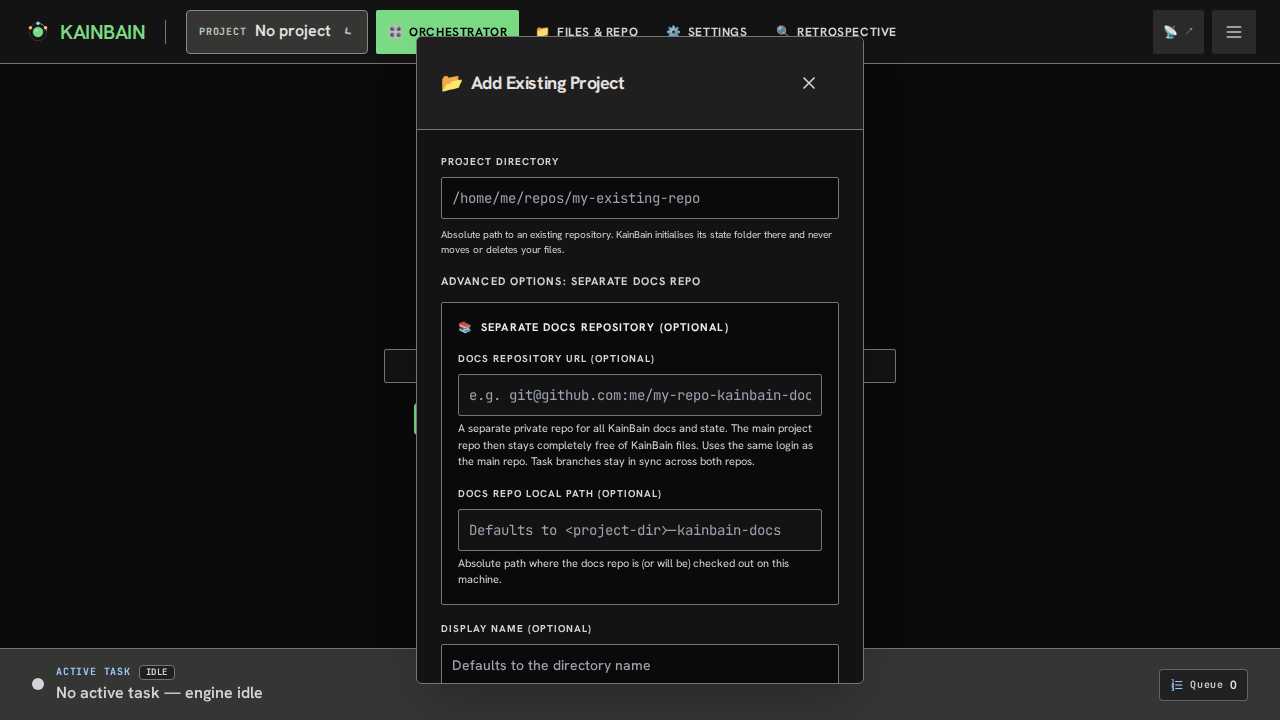 KAINBAIN
PROJECT No project
ORCHESTRATOR
FILES & REPO
SETTINGS
RETROSPECTIVE
Add Existing Project
PROJECT DIRECTORY
/home/me/repos/my-existing-repo
Absolute path to an existing repository. KainBain initialises its state folder there and never
moves or deletes your files.
ADVANCED OPTIONS: SEPARATE DOCS REPO
SEPARATE DOCS REPOSITORY (OPTIONAL)
DOCS REPOSITORY URL (OPTIONAL)
e.g. git@github.com:me/my-repo-kainbain-doc
A separate private repo for all KainBain docs and state. The main project
repo then stays completely free of KainBain files. Uses the same login as
the main repo. Task branches stay in sync across both repos.
DOCS REPO LOCAL PATH (OPTIONAL)
Defaults to <project-dir>--kainbain-docs
Absolute path where the docs repo is (or will be) checked out on this
machine.
DISPLAY NAME (OPTIONAL)
Defaults to the directory name
ACTIVE TASK IDLE
No active task — engine idle
Queue 0